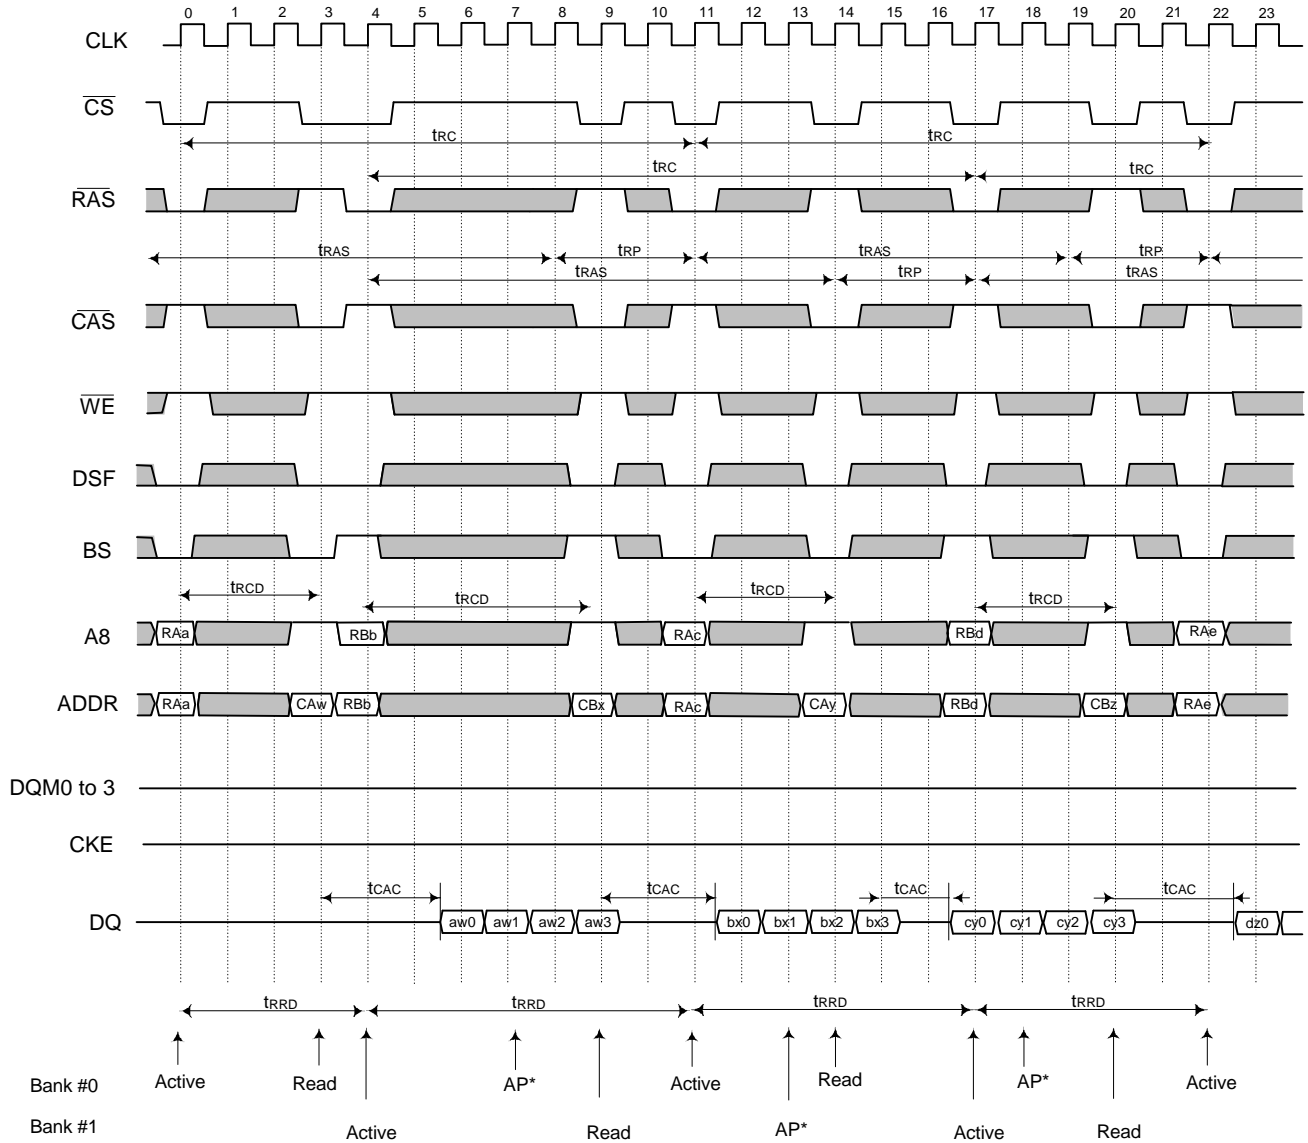 0 1 2 3 4 5 6 7 8 9 10 11 12 13 14 15 16 17 18 19 20 21 22 23
CLK
CS
tRC tRC
tRC tRC
RAS
tRAS tRP tRAS tRP
tRAS tRP tRAS
CAS
WE
DSF
BS
tRCD tRCD tRCD tRCD
A8 RAa RBb RAc RBd RAe
ADDR RAa CAw RBb CBx RAc CAy RBd CBz RAe
DQM0 to 3
CKE
tCAC tCAC tCAC tCAC
DQ aw0 aw1 aw2 aw3 bx0 bx1 bx2 bx3 cy0 cy1 cy2 cy3 dz0
tRRD tRRD tRRD tRRD
Bank #0 Active Read AP* Active Read AP* Active
Bank #1 Active Read AP* Active Read